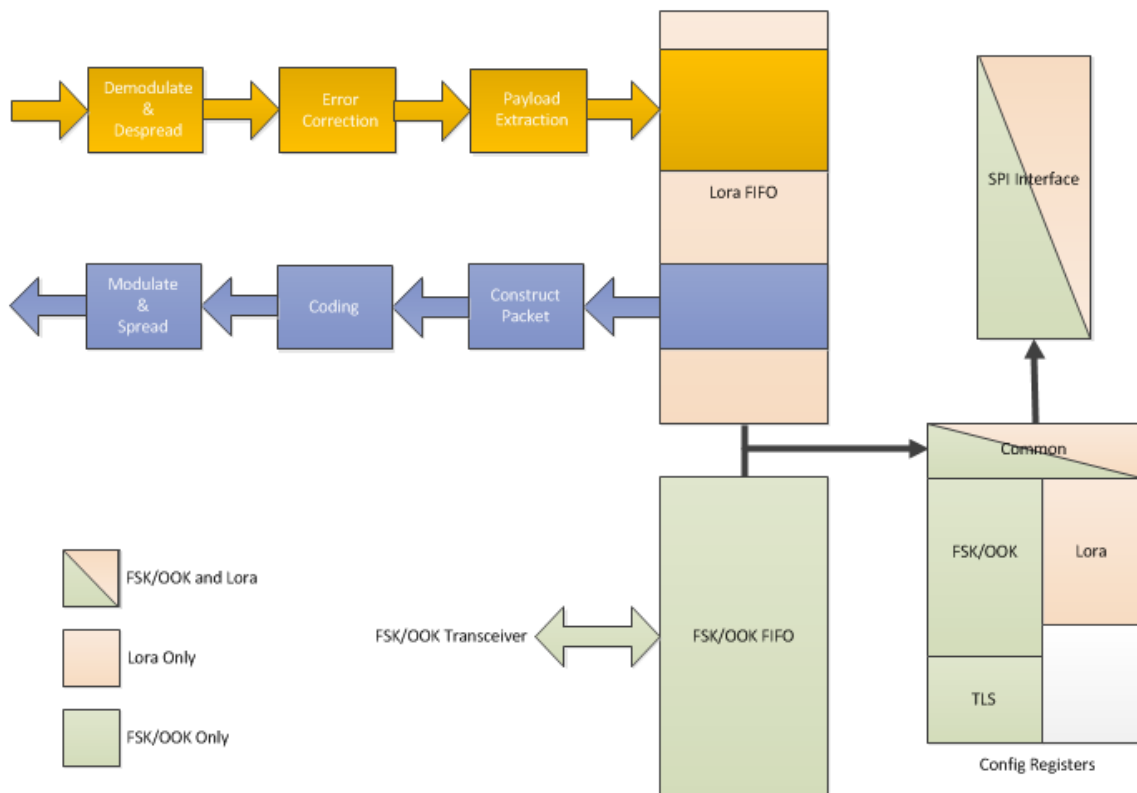 Demodulate
&
Despread
Error
Correction
Payload
Extraction
Lora FIFO
SPI Interface
Modulate
&
Spread
Coding
Construct
Packet
Common
FSK/OOK
Lora
TLS
Config Registers
FSK/OOK FIFO
FSK/OOK Transceiver
FSK/OOK and Lora
Lora Only
FSK/OOK Only